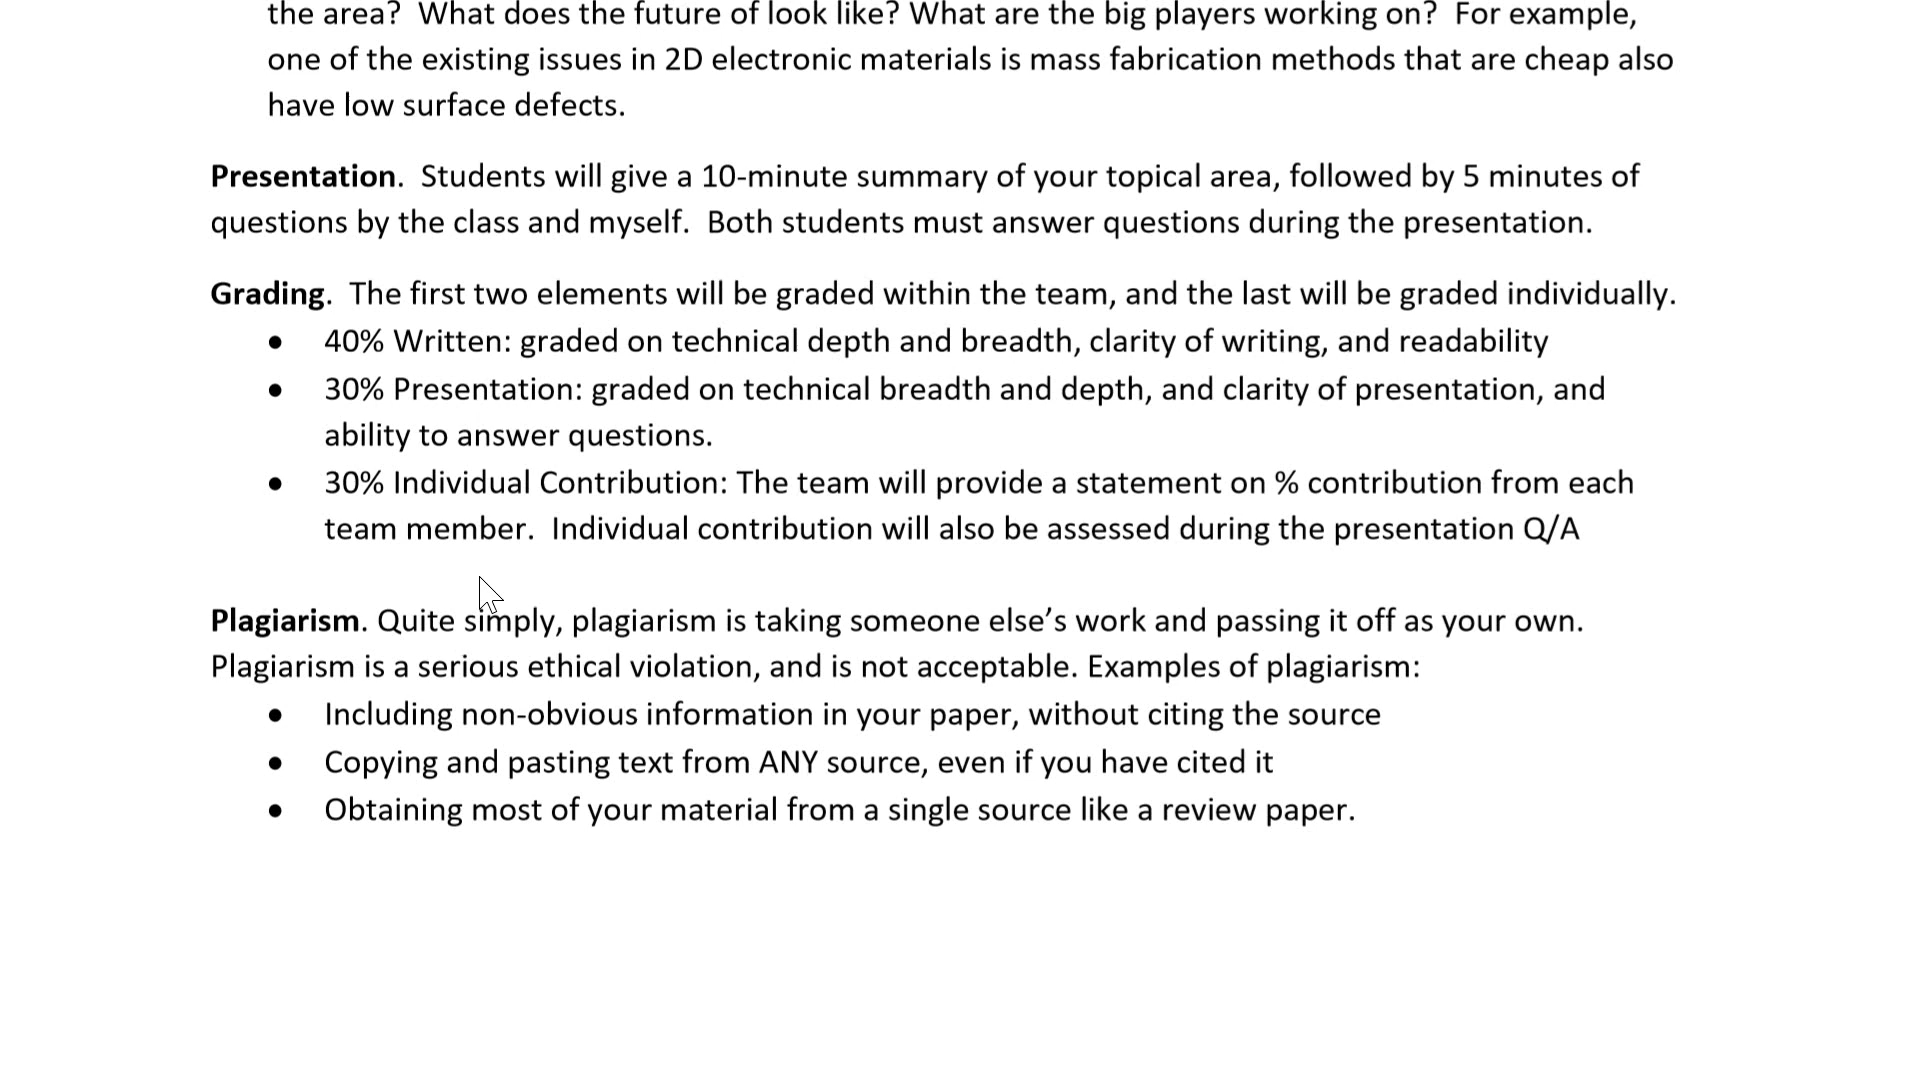 the area?  What does the future of look like? What are the big players working on?  For example,
one of the existing issues in 2D electronic materials is mass fabrication methods that are cheap also
have low surface defects.
Presentation.  Students will give a 10-minute summary of your topical area, followed by 5 minutes of
questions by the class and myself.  Both students must answer questions during the presentation.
Grading.  The first two elements will be graded within the team, and the last will be graded individually.
• 40% Written: graded on technical depth and breadth, clarity of writing, and readability
• 30% Presentation: graded on technical breadth and depth, and clarity of presentation, and
ability to answer questions.
• 30% Individual Contribution: The team will provide a statement on % contribution from each
team member.  Individual contribution will also be assessed during the presentation Q/A
Plagiarism. Quite simply, plagiarism is taking someone else’s work and passing it off as your own.
Plagiarism is a serious ethical violation, and is not acceptable. Examples of plagiarism:
• Including non-obvious information in your paper, without citing the source
• Copying and pasting text from ANY source, even if you have cited it
• Obtaining most of your material from a single source like a review paper.